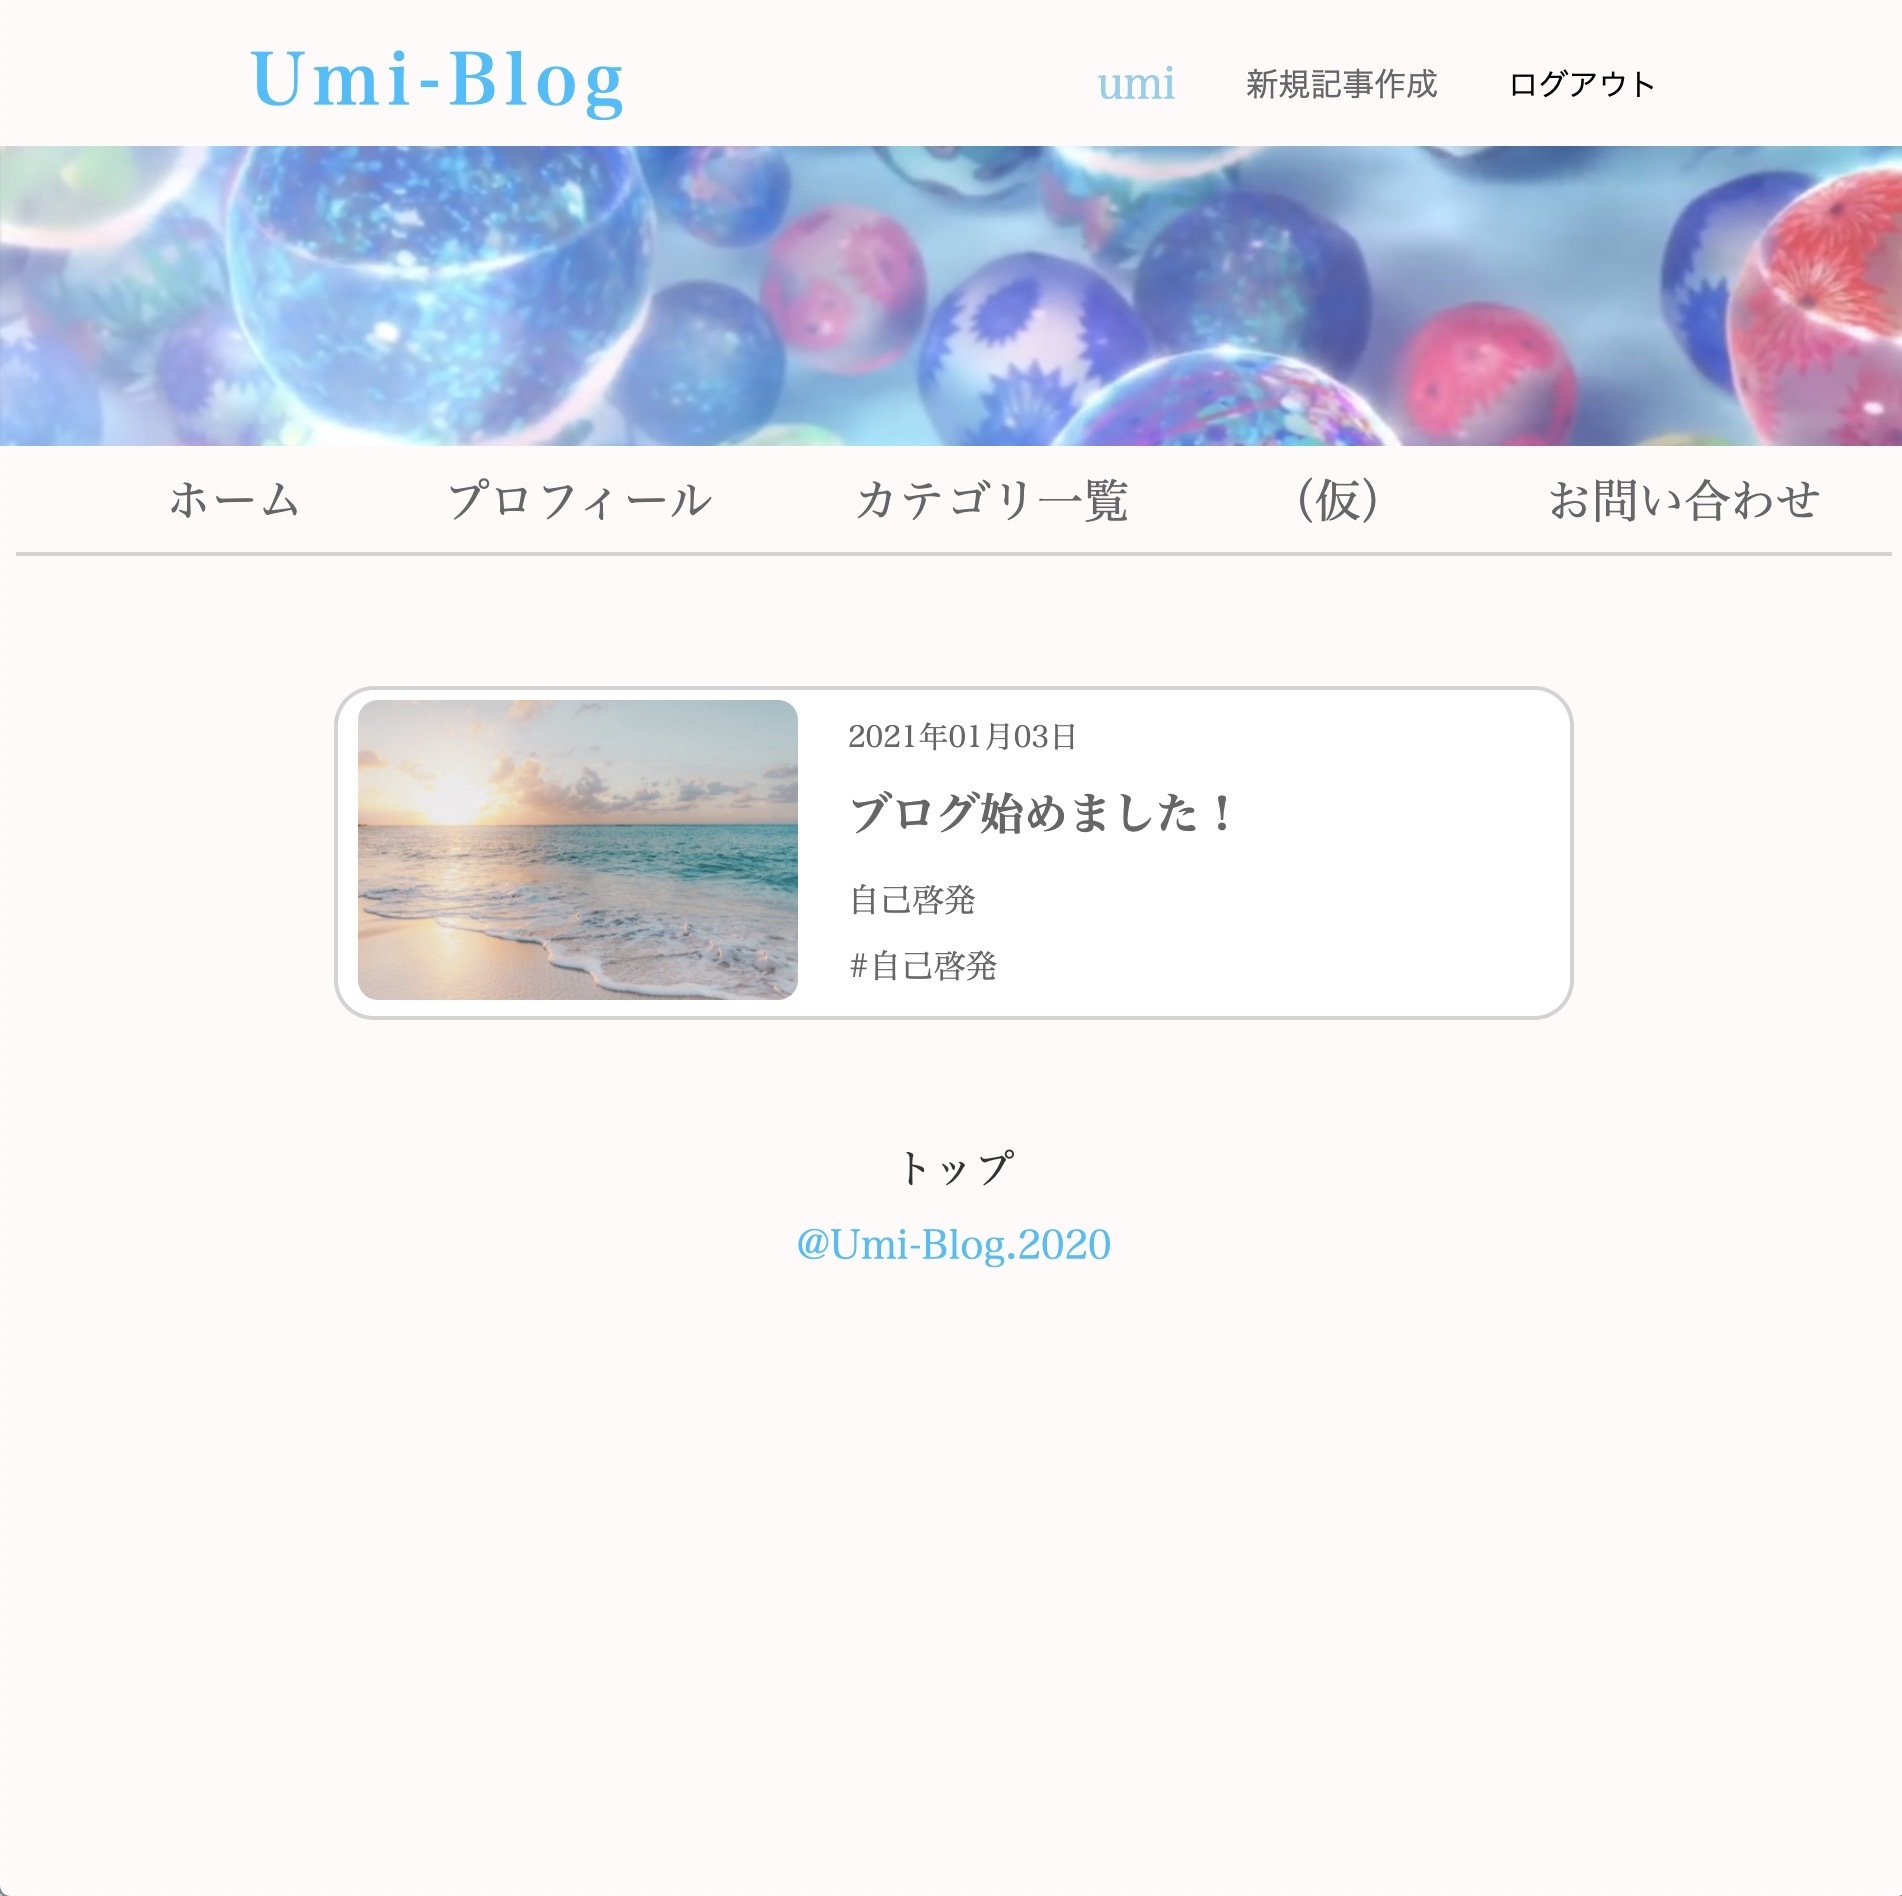 Umi-Blog umi 新規記事作成 ログアウト
ホーム プロフィール カテゴリ一覧 (仮) お問い合わせ
2021年01月03日
ブログ始めました！
自己啓発
#自己啓発
トップ
@Umi-Blog.2020